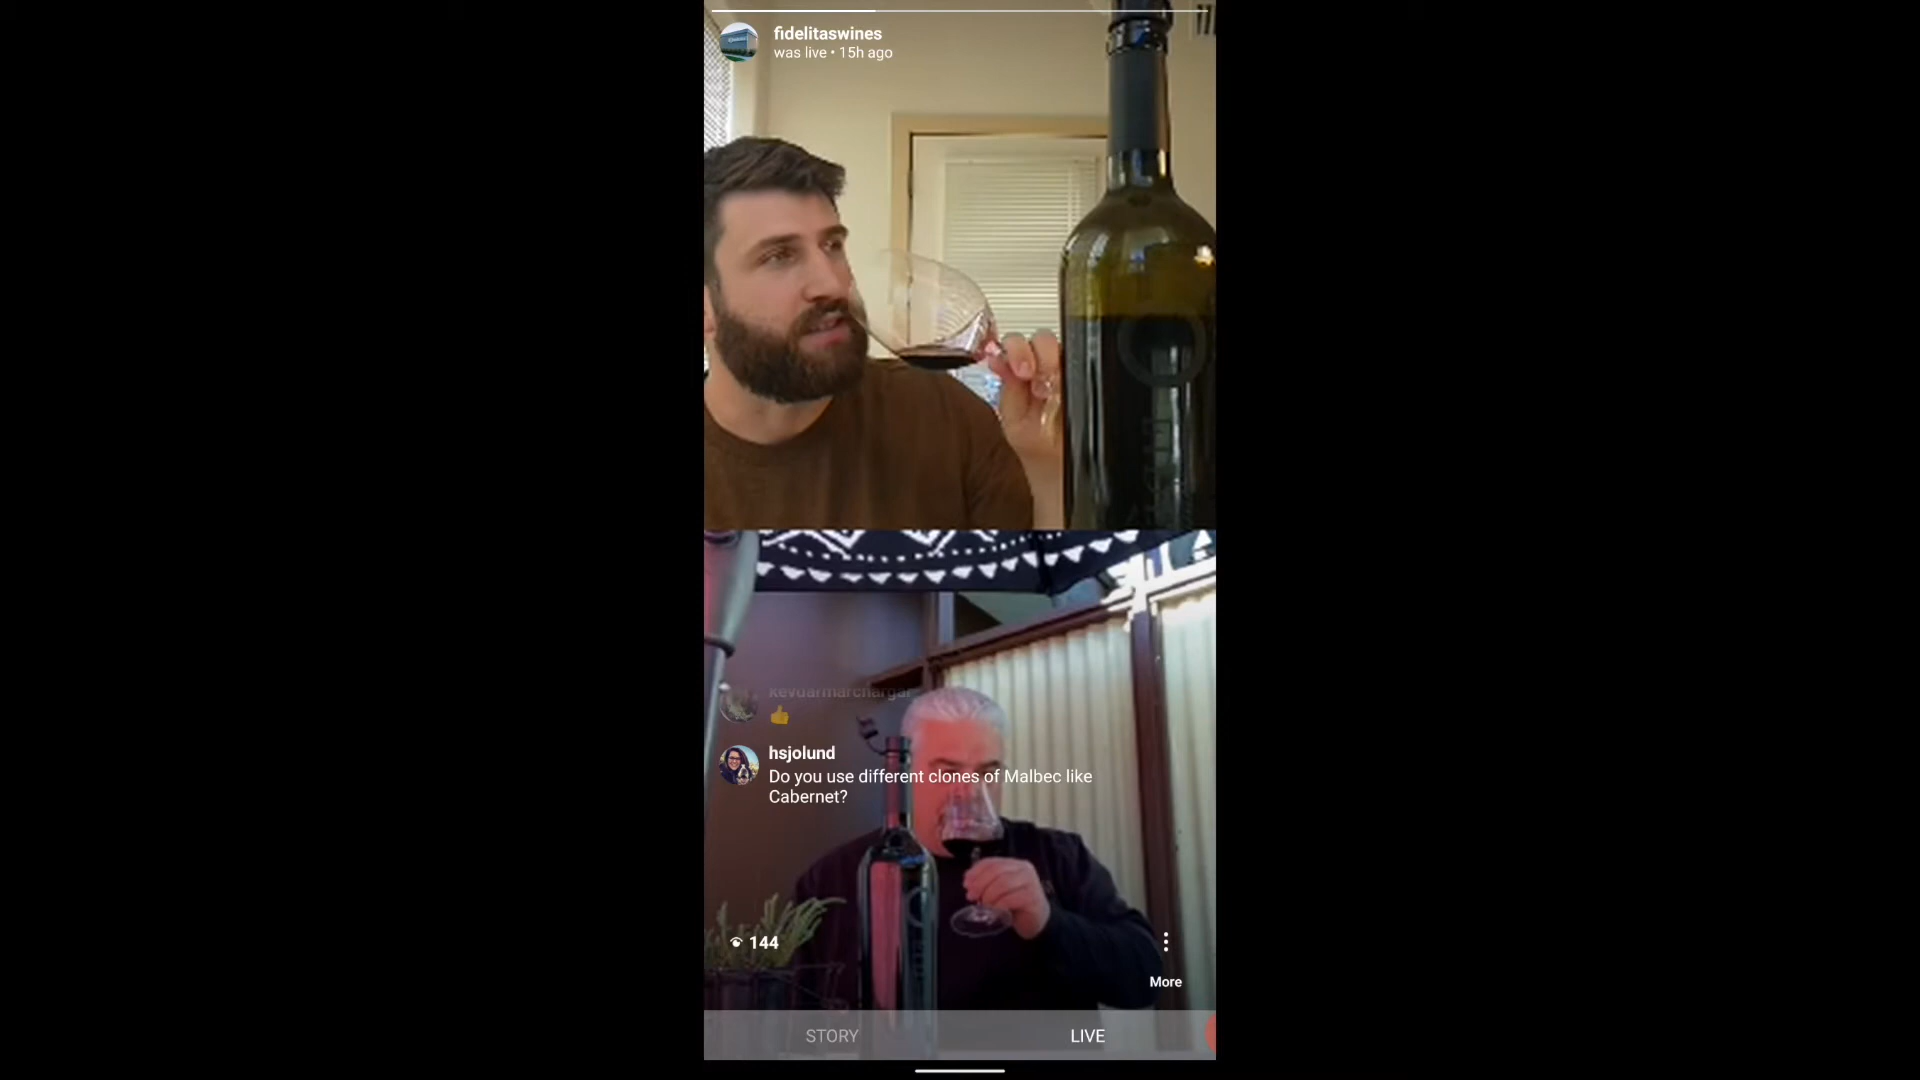 fidelitaswines
was live • 15h ago
kevdarmarchargar
👍
hsjolund
Do you use different clones of Malbec like
Cabernet?
144
More
STORY
LIVE